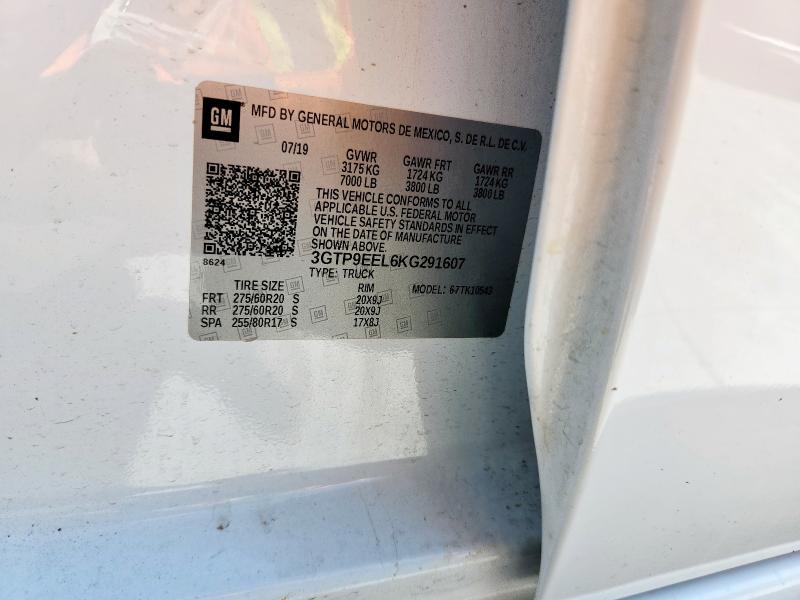 GM MFD BY GENERAL MOTORS DE MEXICO, S. DE R.L. DE C.V.
07/19 GVWR GAWR FRT GAWR RR
3175 KG 1724 KG 1724 KG
7000 LB 3800 LB 3800 LB
THIS VEHICLE CONFORMS TO ALL
APPLICABLE U.S. FEDERAL MOTOR
VEHICLE SAFETY STANDARDS IN EFFECT
ON THE DATE OF MANUFACTURE
SHOWN ABOVE.
8624 3GTP9EEL6KG291607
TYPE: TRUCK
TIRE SIZE RIM MODEL: 67TK10543
FRT 275/60R20 S 20X9J
RR 275/60R20 S 20X9J
SPA 255/80R17 S 17X8J